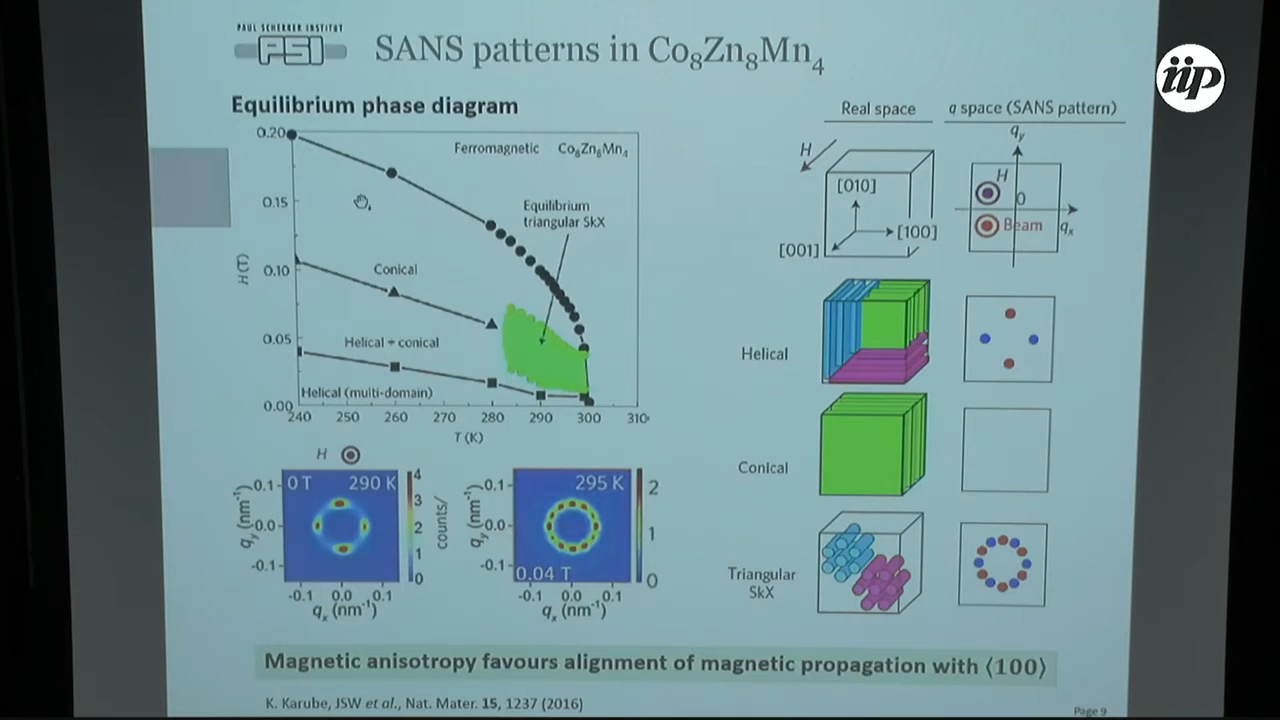 PAUL SCHERRER INSTITUT
PSI
SANS patterns in Co8Zn8Mn4
iip
Equilibrium phase diagram
0.20
0.15
0.10
0.05
0.00
H (T)
Ferromagnetic Co8Zn8Mn4
Equilibrium
triangular SkX
Conical
Helical + conical
Helical (multi-domain)
240 250 260 270 280 290 300 310
T (K)
H
0 T 290 K
0.1
0.0
-0.1
qy (nm-1)
-0.1 0.0 0.1
qx (nm-1)
4
3
2
1
0
counts/
295 K
0.04 T
0.1
0.0
-0.1
qy (nm-1)
-0.1 0.0 0.1
qx (nm-1)
2
1
0
Real space
q space (SANS pattern)
H
[010]
[100]
[001]
qy
H
0
Beam
qx
Helical
Conical
Triangular
SkX
Magnetic anisotropy favours alignment of magnetic propagation with ⟨100⟩
K. Karube, JSW et al., Nat. Mater. 15, 1237 (2016)
Page 9